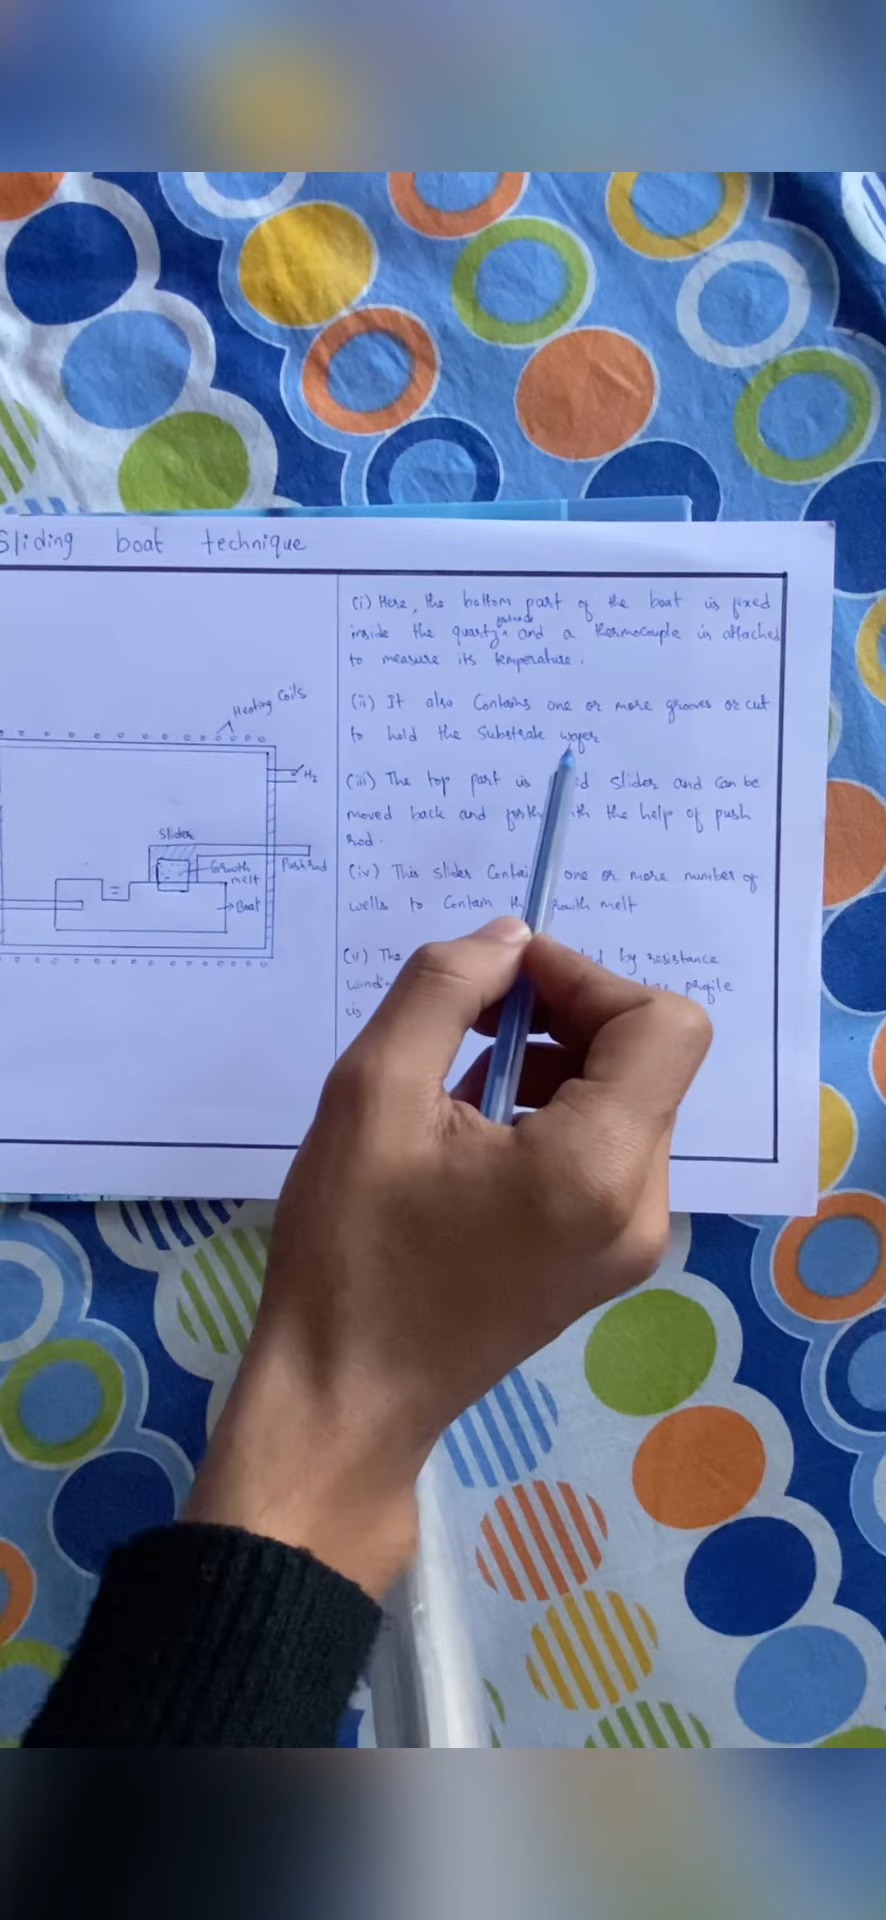 Sliding boat technique
Heating Coils
H2
Slider
Growth
melt
Push rod
Boat
(i) Here, the bottom part of the boat is fixed
inside the quartz and a thermocouple is attached
to measure its temperature.
(ii) It also Contains one or more grooves or cut
to hold the Substrate wafer
(iii) The top part is slider and can be
moved back and forth the help of push
rod.
(iv) This slider one or more number of
wells to Contain melt
(v) The by resistance
profile
is